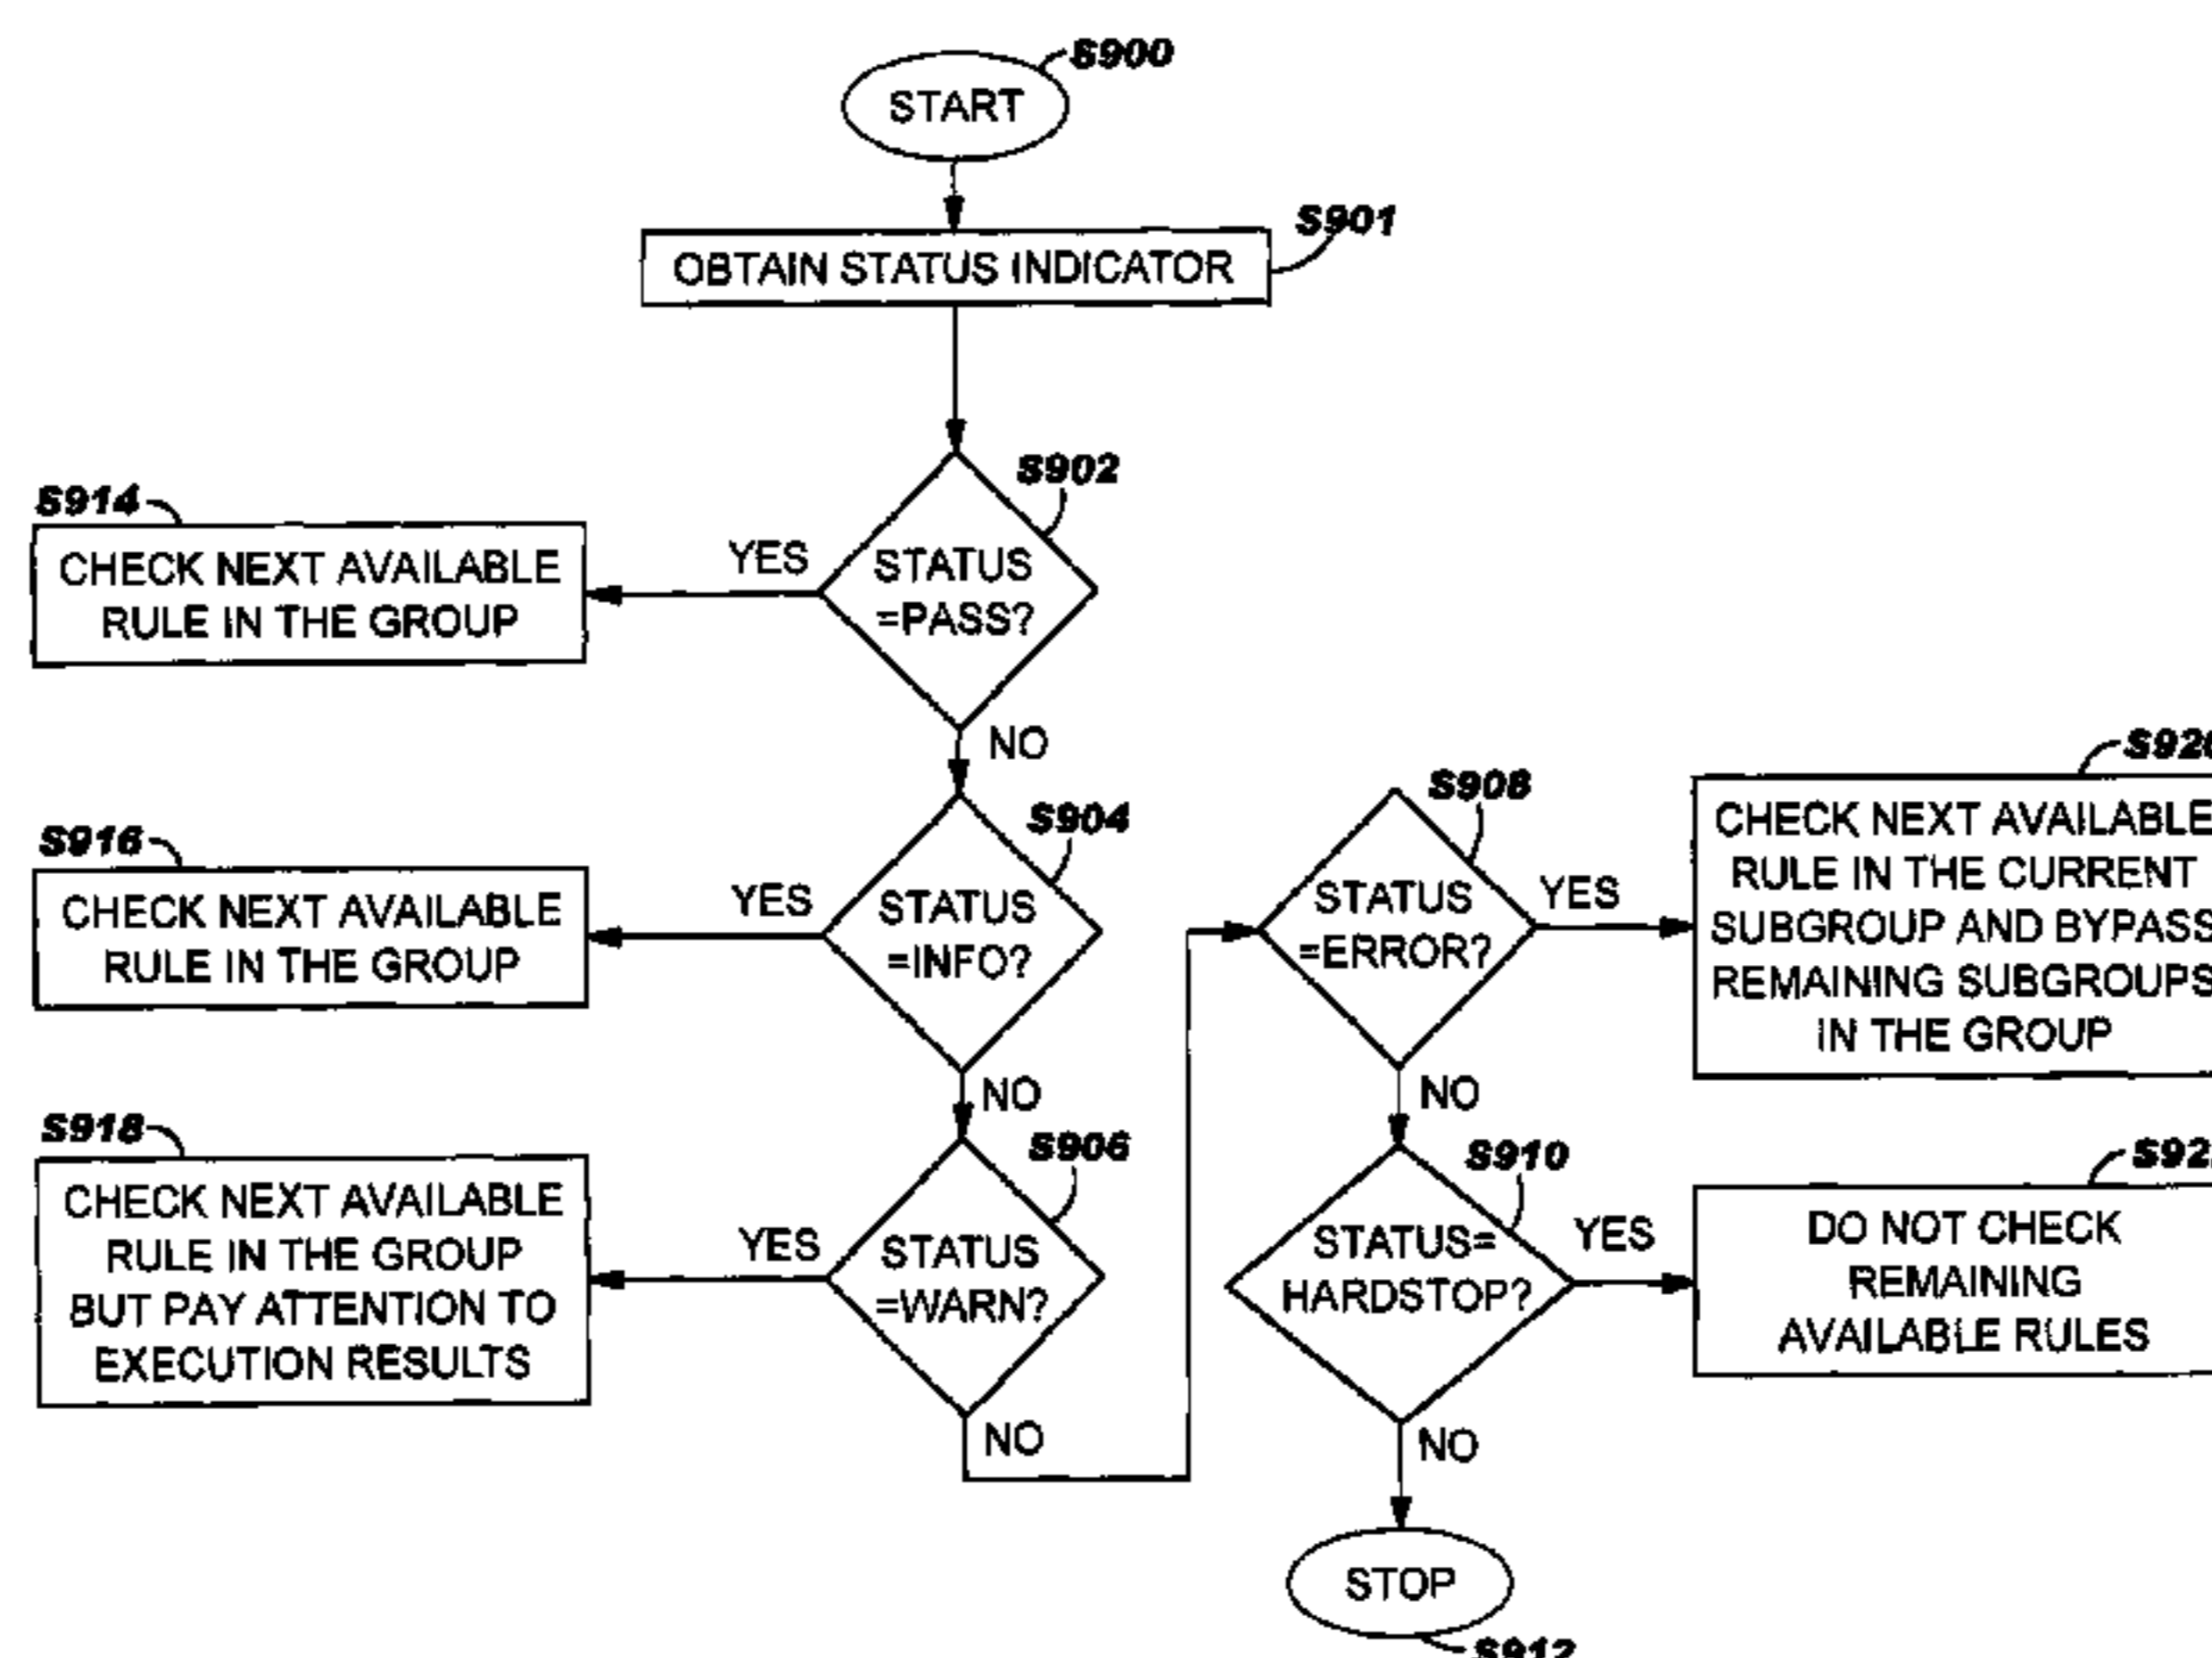 S900
START
S901
OBTAIN STATUS INDICATOR
S902
STATUS
=PASS?
YES
S914
CHECK NEXT AVAILABLE
RULE IN THE GROUP
NO
S904
STATUS
=INFO?
YES
S916
CHECK NEXT AVAILABLE
RULE IN THE GROUP
NO
S906
STATUS
=WARN?
YES
S918
CHECK NEXT AVAILABLE
RULE IN THE GROUP
BUT PAY ATTENTION TO
EXECUTION RESULTS
NO
S908
STATUS
=ERROR?
YES
S920
CHECK NEXT AVAILABLE
RULE IN THE CURRENT
SUBGROUP AND BYPASS
REMAINING SUBGROUPS
IN THE GROUP
NO
S910
STATUS=
HARDSTOP?
YES
S92
DO NOT CHECK
REMAINING
AVAILABLE RULES
NO
STOP
S912